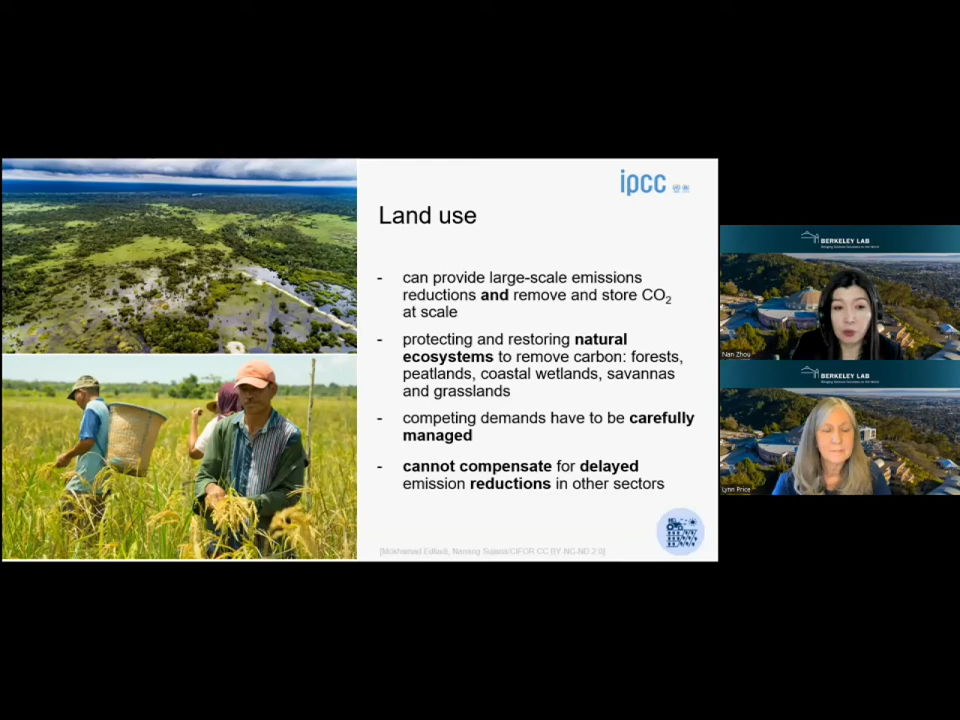 ipcc
Land use
- can provide large-scale emissions
reductions and remove and store CO₂
at scale
- protecting and restoring natural
ecosystems to remove carbon: forests,
peatlands, coastal wetlands, savannas
and grasslands
- competing demands have to be carefully
managed
- cannot compensate for delayed
emission reductions in other sectors
BERKELEY LAB
Nan Zhou
BERKELEY LAB
Lynn Price